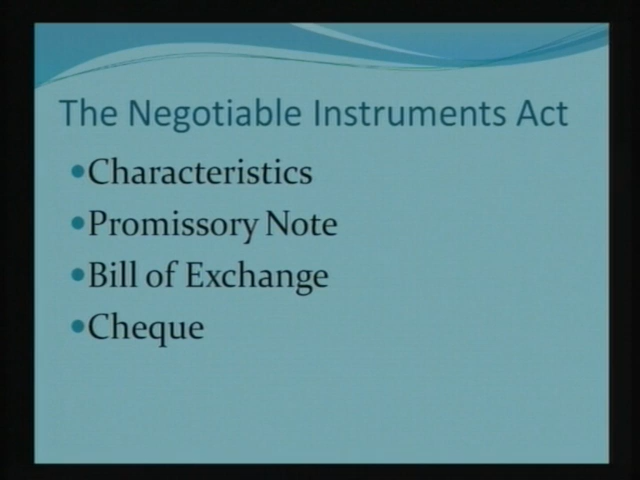 The Negotiable Instruments Act
•Characteristics
•Promissory Note
•Bill of Exchange
•Cheque